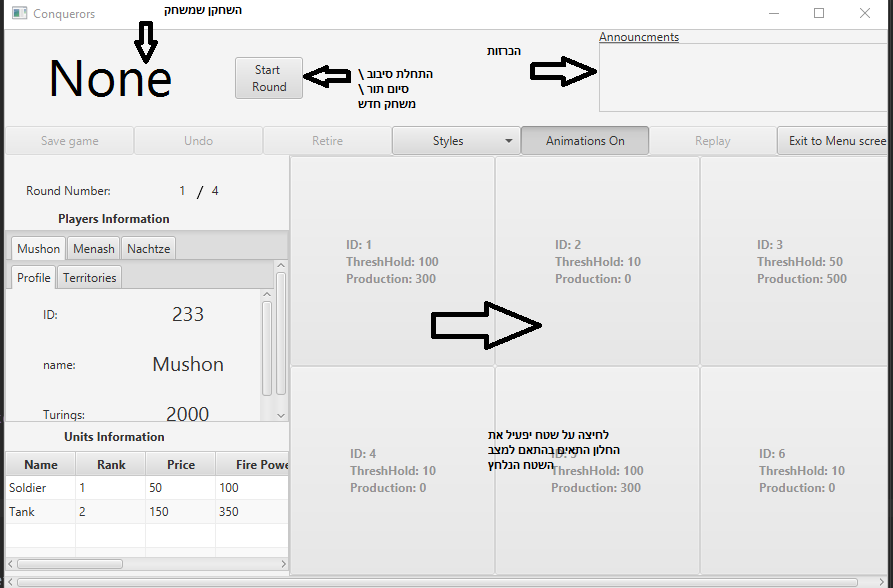 Conquerors
השחקן שמשחק
None
Start
Round
התחלת סיבוב \
סיום תור \
משחק חדש
הכרזות
Announcments
Save game
Undo
Retire
Styles
Animations On
Replay
Exit to Menu scree
Round Number: 1 / 4
Players Information
Mushon Menash Nachtze
Profile Territories
ID: 233
name: Mushon
Turings: 2000
Units Information
Name Rank Price Fire Powe
Soldier 1 50 100
Tank 2 150 350
ID: 1
ThreshHold: 100
Production: 300
ID: 2
ThreshHold: 10
Production: 0
ID: 3
ThreshHold: 50
Production: 500
ID: 4
ThreshHold: 10
Production: 0
לחיצה על שטח יפעיל את
החלון התאים בהתאם למצב
השטח הנלחץ
ID: 5
ThreshHold: 100
Production: 300
ID: 6
ThreshHold: 10
Production: 0